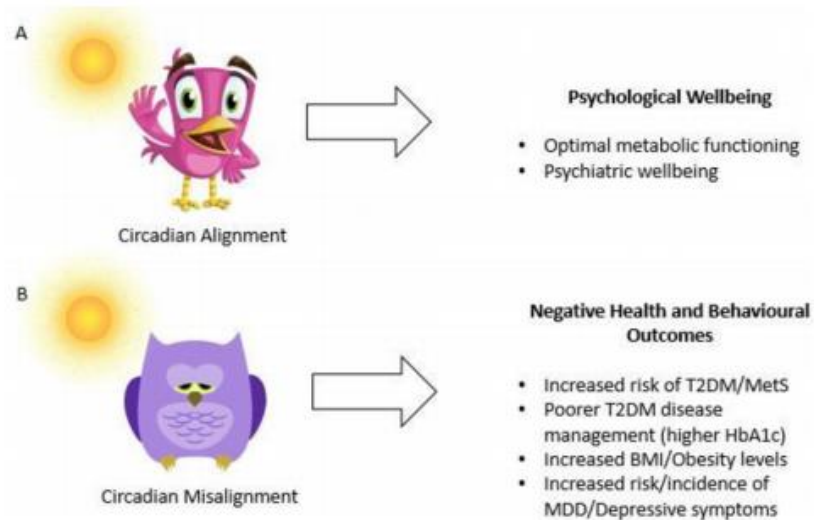 A
Psychological Wellbeing
• Optimal metabolic functioning
• Psychiatric wellbeing
Circadian Alignment
B
Negative Health and Behavioural
Outcomes
• Increased risk of T2DM/MetS
• Poorer T2DM disease
management (higher HbA1c)
• Increased BMI/Obesity levels
• Increased risk/incidence of
MDD/Depressive symptoms
Circadian Misalignment